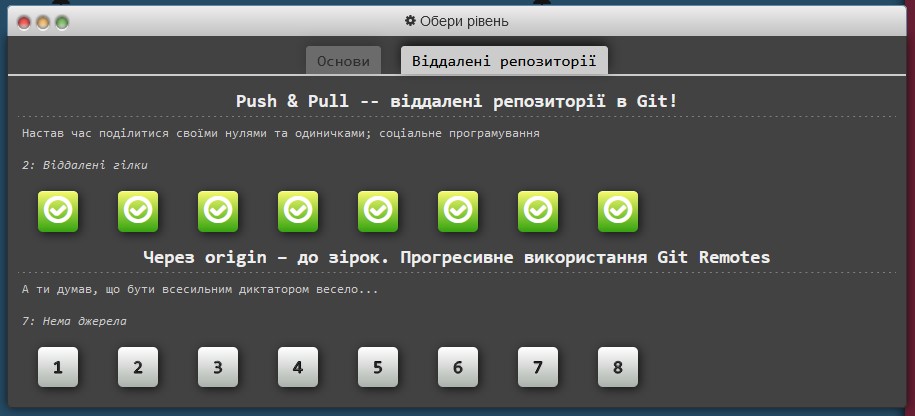 Обери рівень
Основи
Віддалені репозиторії
Push & Pull -- віддалені репозиторії в Git!
Настав час поділитися своїми нулями та одиничками; соціальне програмування
2: Віддалені гілки
Через origin – до зірок. Прогресивне використання Git Remotes
А ти думав, що бути всесильним диктатором весело...
7: Нема джерела
1 2 3 4 5 6 7 8